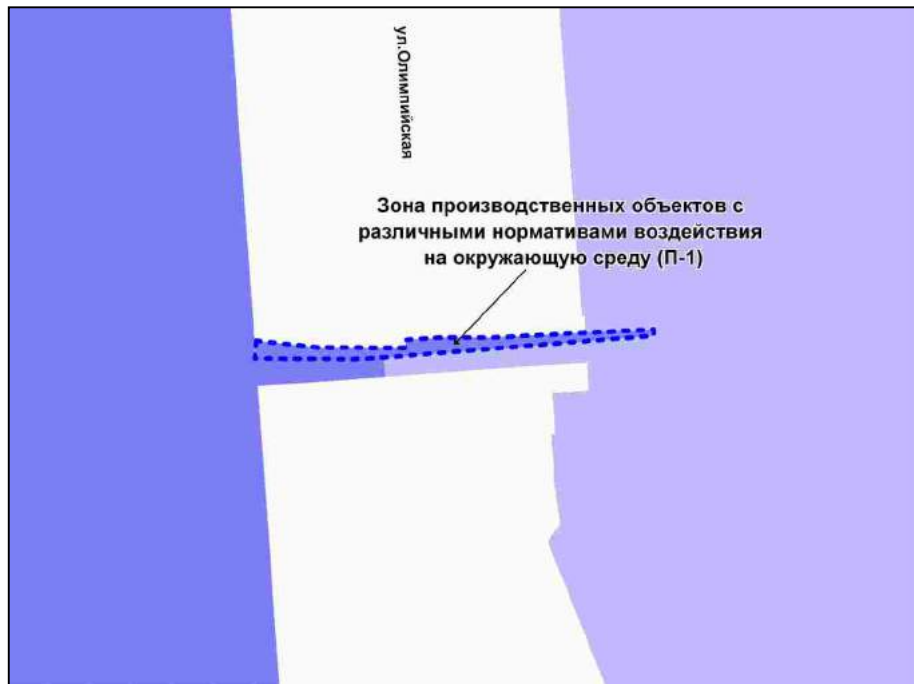 ул.Олимпийская
Зона производственных объектов с
различными нормативами воздействия
на окружающую среду (П-1)